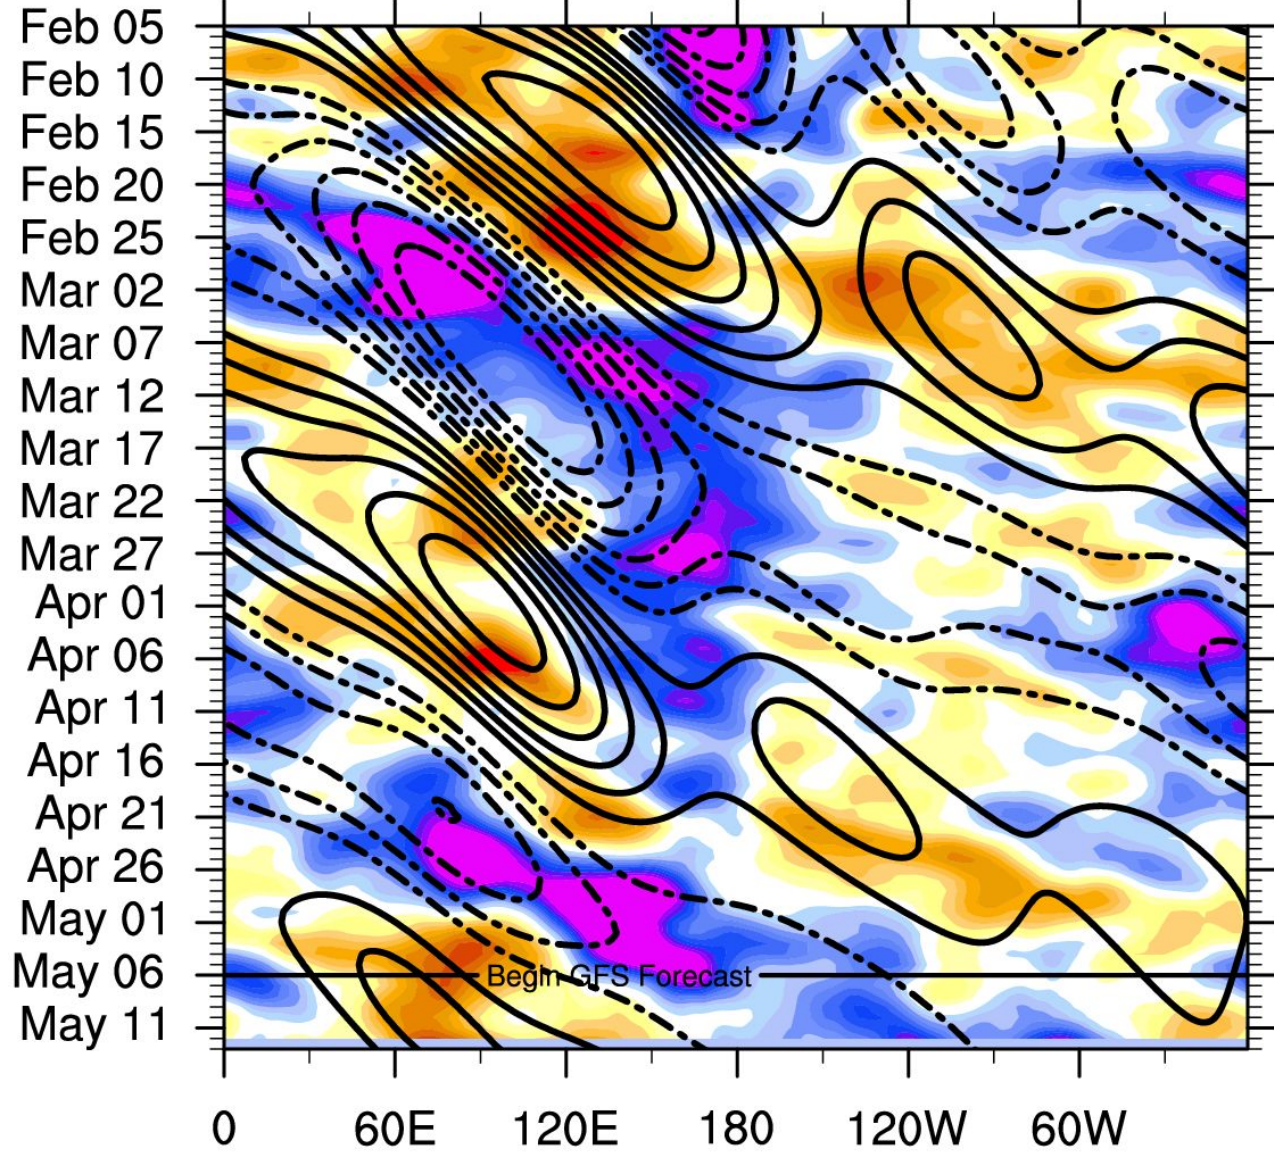 Feb 05
Feb 10
Feb 15
Feb 20
Feb 25
Mar 02
Mar 07
Mar 12
Mar 17
Mar 22
Mar 27
Apr 01
Apr 06
Apr 11
Apr 16
Apr 21
Apr 26
May 01
May 06
Begin GFS Forecast
May 11
0 60E 120E 180 120W 60W